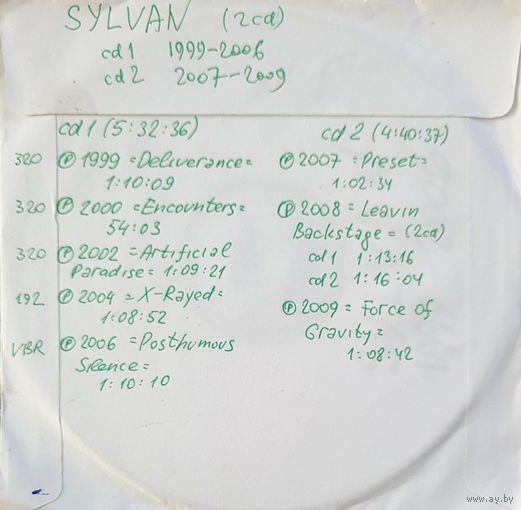 SYLVAN (2cd)
cd1 1999-2006
cd2 2007-2009
cd1 (5:32:36)
320 Ⓟ 1999 =Deliverance=
1:10:09
320 Ⓟ 2000 =Encounters=
54:03
320 Ⓟ 2002 =Artificial
Paradise= 1:09:21
192 Ⓟ 2004 =X-Rayed=
1:08:52
VBR Ⓟ 2006 =Posthumous
Silence=
1:10:10
cd2 (4:40:37)
Ⓟ 2007 =Preset=
1:02:34
Ⓟ 2008 =Leavin
Backstage= (2cd)
cd1 1:13:16
cd2 1:16:04
Ⓟ 2009 = Force of
Gravity=
1:08:42
www.ay.by